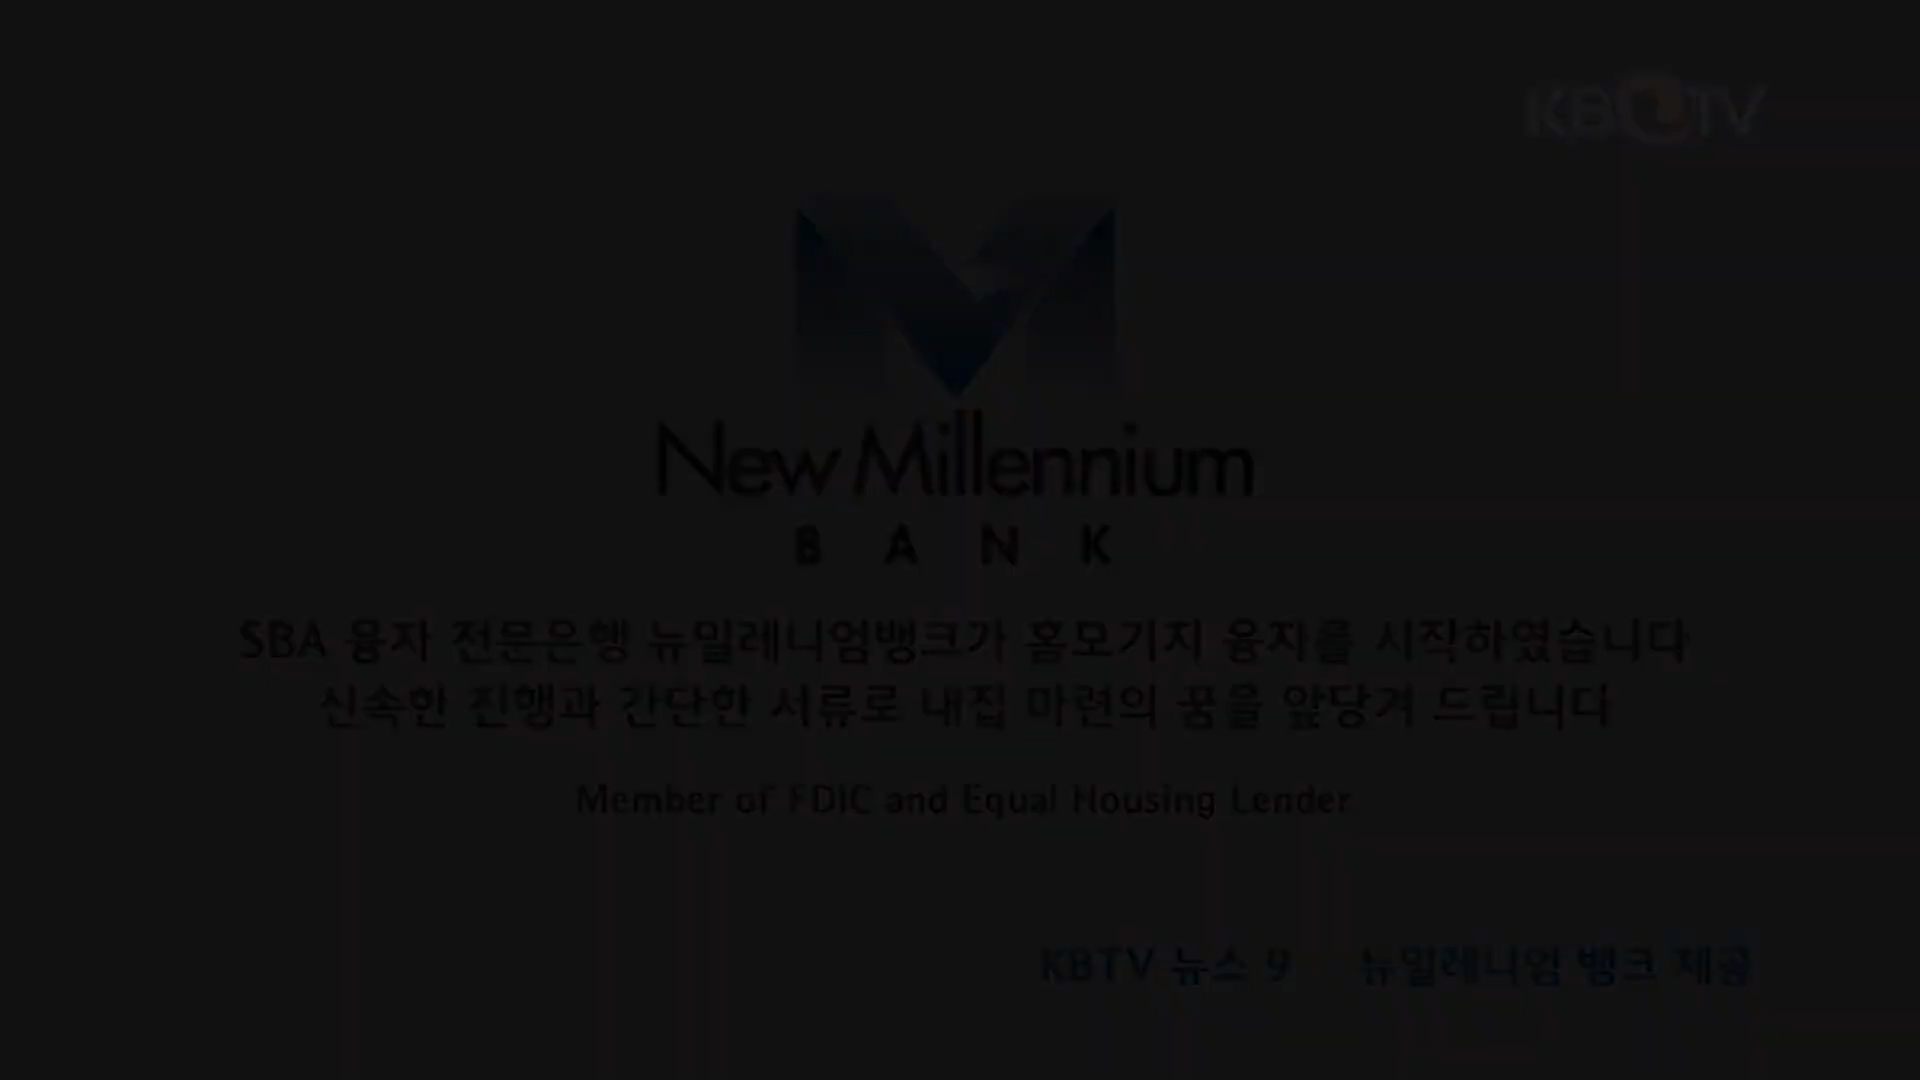 KBTV
New Millennium
BANK
SBA 융자 전문은행 뉴밀레니엄뱅크가 홈모기지 융자를 시작하였습니다
신속한 진행과 간단한 서류로 내집 마련의 꿈을 앞당겨 드립니다
Member of FDIC and Equal Housing Lender
KBTV 뉴스 9 뉴밀레니엄 뱅크 제공